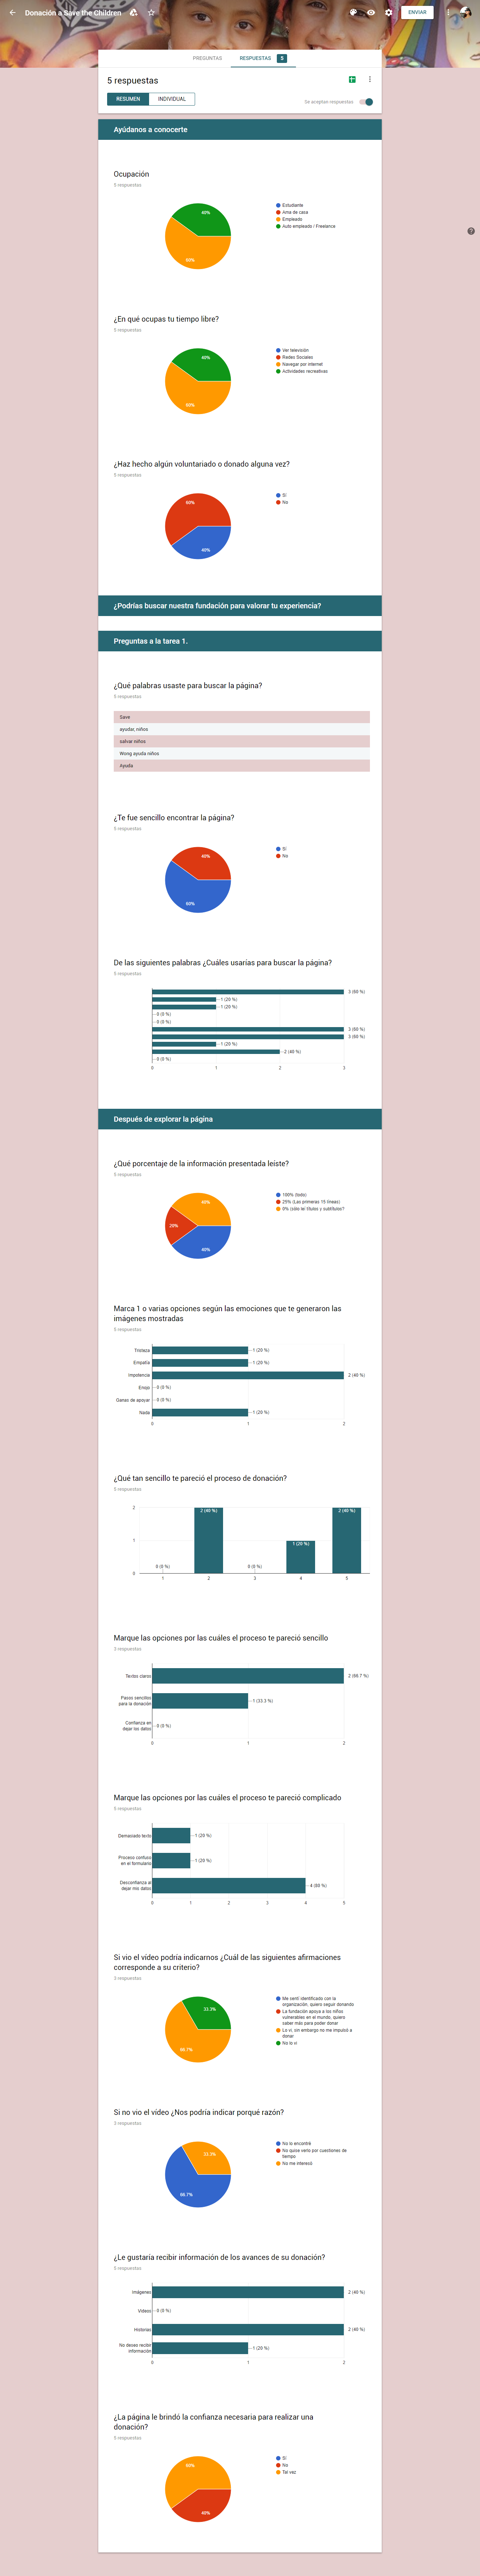 Donación a Save the Children
ENVIAR
PREGUNTAS
RESPUESTAS 5
5 respuestas
RESUMEN
INDIVIDUAL
Se aceptan respuestas
Ayúdanos a conocerte
Ocupación
5 respuestas
40%
60%
Estudiante
Ama de casa
Empleado
Auto empleado / Freelance
¿En qué ocupas tu tiempo libre?
5 respuestas
40%
60%
Ver televisión
Redes Sociales
Navegar por internet
Actividades recreativas
¿Haz hecho algún voluntariado o donado alguna vez?
5 respuestas
60%
40%
Sí
No
¿Podrías buscar nuestra fundación para valorar tu experiencia?
Preguntas a la tarea 1.
¿Qué palabras usaste para buscar la página?
5 respuestas
Save
ayudar, niños
salvar niños
Wong ayuda niños
Ayuda
¿Te fue sencillo encontrar la página?
5 respuestas
40%
60%
Sí
No
De las siguientes palabras ¿Cuáles usarías para buscar la página?
5 respuestas
3 (60 %)
1 (20 %)
1 (20 %)
0 (0 %)
0 (0 %)
3 (60 %)
3 (60 %)
1 (20 %)
2 (40 %)
0 (0 %)
0 1 2 3
Después de explorar la página
¿Qué porcentaje de la información presentada leíste?
5 respuestas
40%
20%
40%
100% (todo)
25% (Las primeras 15 líneas)
0% (sólo leí títulos y subtítulos?
Marca 1 o varias opciones según las emociones que te generaron las
imágenes mostradas
5 respuestas
Tristeza 1 (20 %)
Empatía 1 (20 %)
Impotencia 2 (40 %)
Enojo 0 (0 %)
Ganas de apoyar 0 (0 %)
Nada 1 (20 %)
0 1 2
¿Qué tan sencillo te pareció el proceso de donación?
5 respuestas
2
1
0
0 (0 %)
2 (40 %)
0 (0 %)
1 (20 %)
2 (40 %)
1 2 3 4 5
Marque las opciones por las cuáles el proceso te pareció sencillo
Textos claros 2 (66.7 %)
Pasos sencillos
para la donación
1 (33.3 %)
Confianza en
dejar los datos
0 (0 %)
0 1 2
Marque las opciones por las cuáles el proceso te pareció complicado
5 respuestas
Demasiado texto 1 (20 %)
Proceso confuso
en el formulario
1 (20 %)
Desconfianza al
dejar mis datos
4 (80 %)
0 1 2 3 4 5
Si vio el vídeo podría indicarnos ¿Cuál de las siguientes afirmaciones
corresponde a su criterio?
33.3%
66.7%
Me sentí identificado con la
organización, quiero seguir donando
La fundación apoya a los niños
vulnerables en el mundo, quiero
saber más para poder donar
Lo vi, sin embargo no me impulsó a
donar
No lo vi
Si no vio el vídeo ¿Nos podría indicar porqué razón?
33.3%
66.7%
No lo encontré
No quise verlo por cuestiones de
tiempo
No me interesó
¿Le gustaría recibir información de los avances de su donación?
5 respuestas
Imágenes 2 (40 %)
Vídeos 0 (0 %)
Historias 2 (40 %)
No deseo recibir
información
1 (20 %)
0 1 2
¿La página le brindó la confianza necesaria para realizar una
donación?
5 respuestas
60%
40%
Sí
No
Tal vez